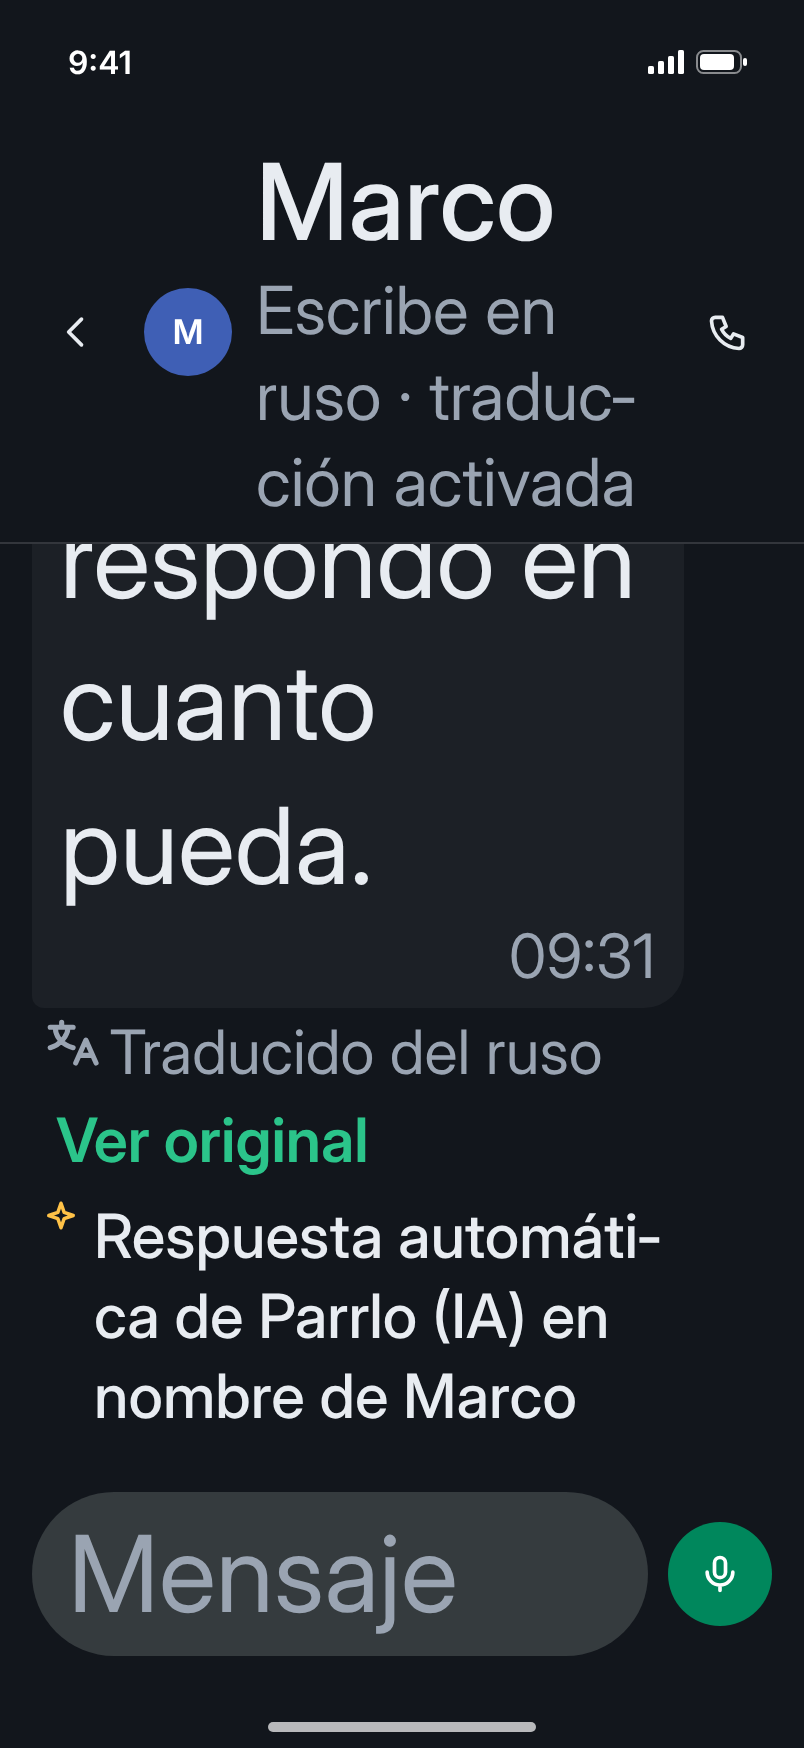 9:41
Marco
M
Escribe en
ruso · traduc-
ción activada
respondo en
cuanto
pueda.
09:31
Traducido del ruso
Ver original
Respuesta automáti-
ca de Parrlo (IA) en
nombre de Marco
Mensaje